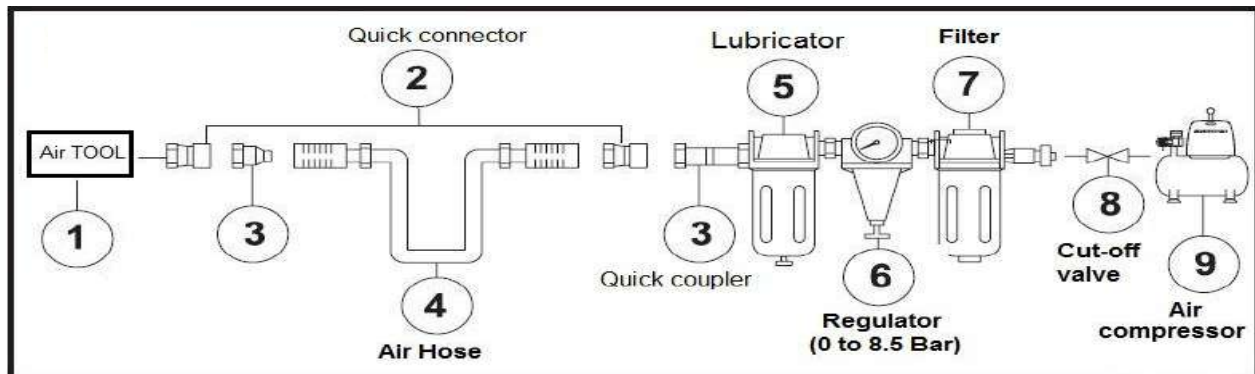 Quick connector
2
Lubricator
5
Filter
7
Air TOOL
1
3
4
Air Hose
3
Quick coupler
6
Regulator
(0 to 8.5 Bar)
8
Cut-off
valve
9
Air
compressor